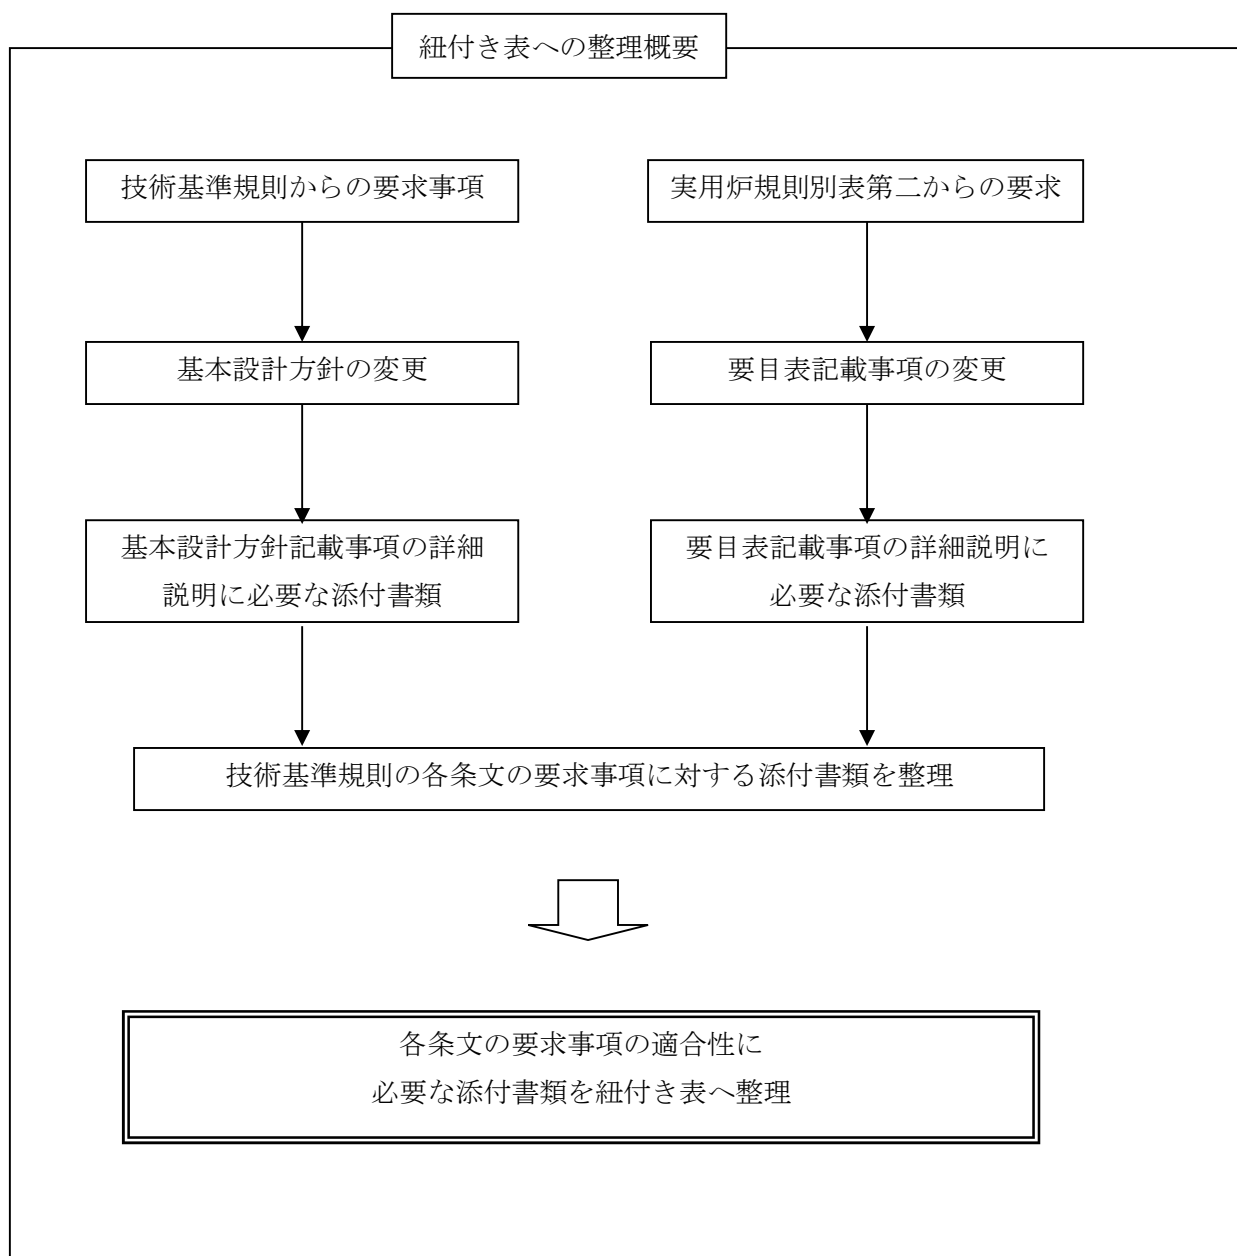 紐付き表への整理概要
技術基準規則からの要求事項
実用炉規則別表第二からの要求
基本設計方針の変更
要目表記載事項の変更
基本設計方針記載事項の詳細
説明に必要な添付書類
要目表記載事項の詳細説明に
必要な添付書類
技術基準規則の各条文の要求事項に対する添付書類を整理
各条文の要求事項の適合性に
必要な添付書類を紐付き表へ整理